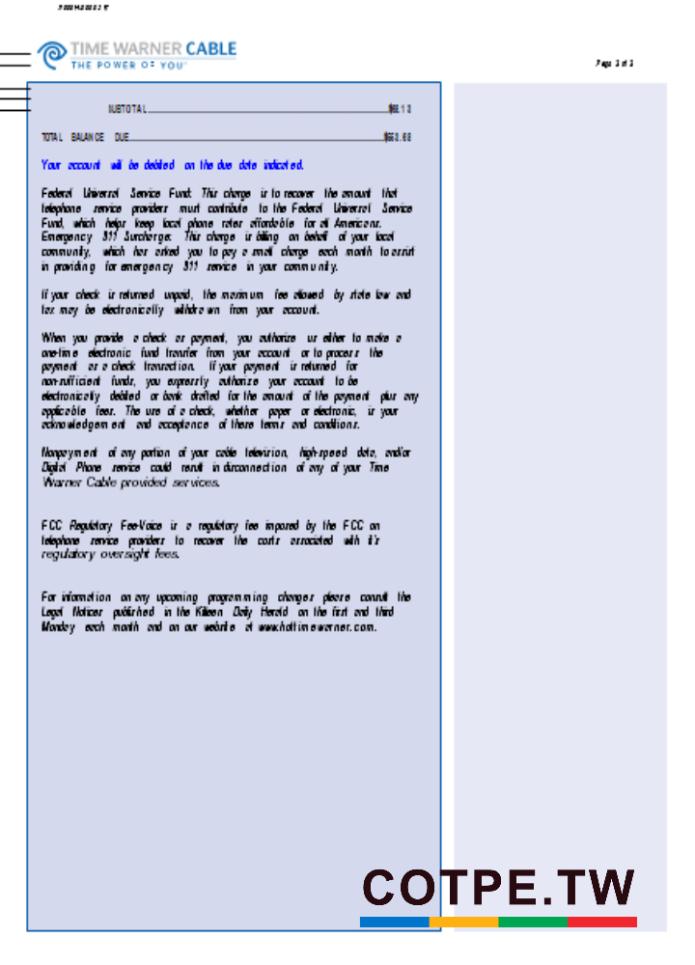 TIME WARNER CABLE
THE POWER OF YOU
SUBTOTAL
TOTAL BALANCE DUE
Your account will be debited on the due date indicated.
Federal Universal Service Fund: This charge is to recover the amount that
telephone service providers must contribute to the Federal Universal Service
Fund, which helps keep local phone rates affordable for all Americans.
Emergency 911 Surcharge: This charge is billing on behalf of your local
community, which has asked you to pay a small charge each month to assist
in providing for emergency 911 service in your community.
If your check is returned unpaid, the maximum fee allowed by state law and
tax may be electronically withdrawn from your account.
When you provide a check as payment, you authorize us either to make a
one-time electronic fund transfer from your account or to process the
payment as a check transaction. If your payment is returned for
non-sufficient funds, you expressly authorize your account to be
electronically debited or bank drafted for the amount of the payment plus any
applicable fees. The use of a check, whether paper or electronic, is your
acknowledgement and acceptance of these terms and conditions.
Nonpayment of any portion of your cable television, high-speed data, and/or
Digital Phone service could result in disconnection of any of your Time
Warner Cable provided services.
FCC Regulatory Fee-Voice is a regulatory fee imposed by the FCC on
telephone service providers to recover the costs associated with it's
regulatory oversight fees.
For information on any upcoming programming changes please consult the
Legal Notices published in the Killeen Daily Herald on the first and third
Monday each month and on our website at www.hottimewarner.com.
COTPE.TW